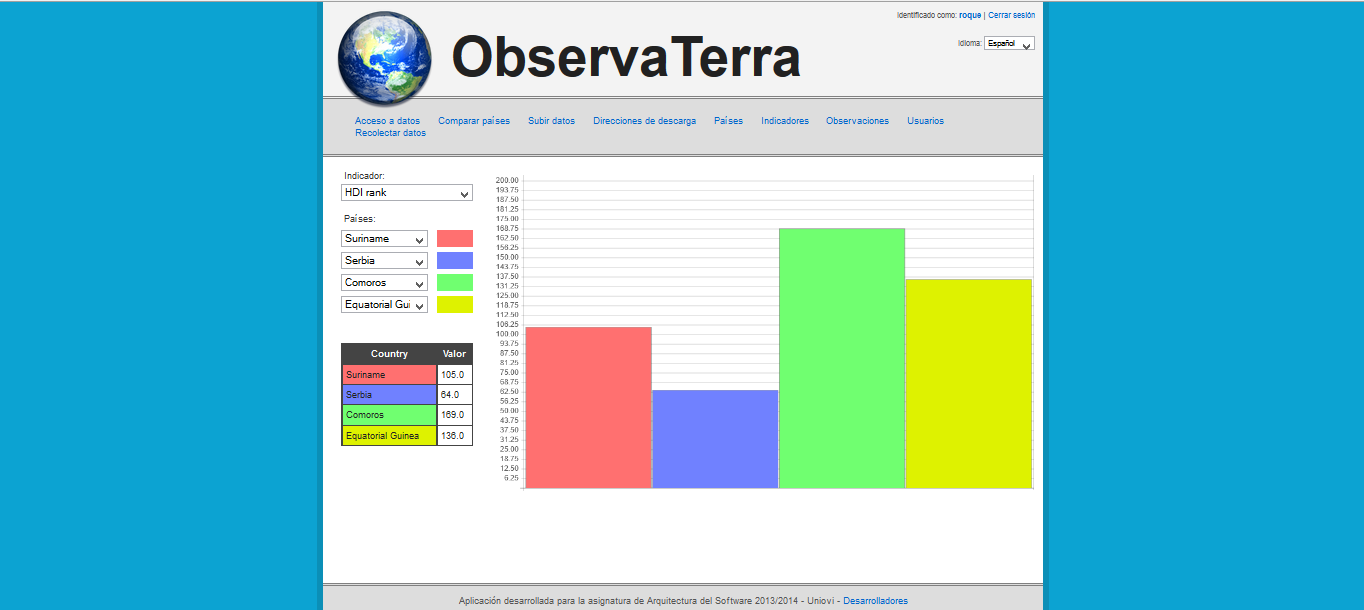 Identificado como: roque | Cerrar sesión
ObservaTerra
Idioma: Español
Acceso a datos Comparar países Subir datos Direcciones de descarga Países Indicadores Observaciones Usuarios
Recolectar datos
Indicador:
HDI rank
Países:
Suriname
Serbia
Comoros
Equatorial Gui
Country Valor
Suriname 105.0
Serbia 64.0
Comoros 169.0
Equatorial Guinea 136.0
200.00
193.75
187.50
181.25
175.00
168.75
162.50
156.25
150.00
143.75
137.50
131.25
125.00
118.75
112.50
106.25
100.00
93.75
87.50
81.25
75.00
68.75
62.50
56.25
50.00
43.75
37.50
31.25
25.00
18.75
12.50
6.25
Aplicación desarrollada para la asignatura de Arquitectura del Software 2013/2014 - Uniovi - Desarrolladores